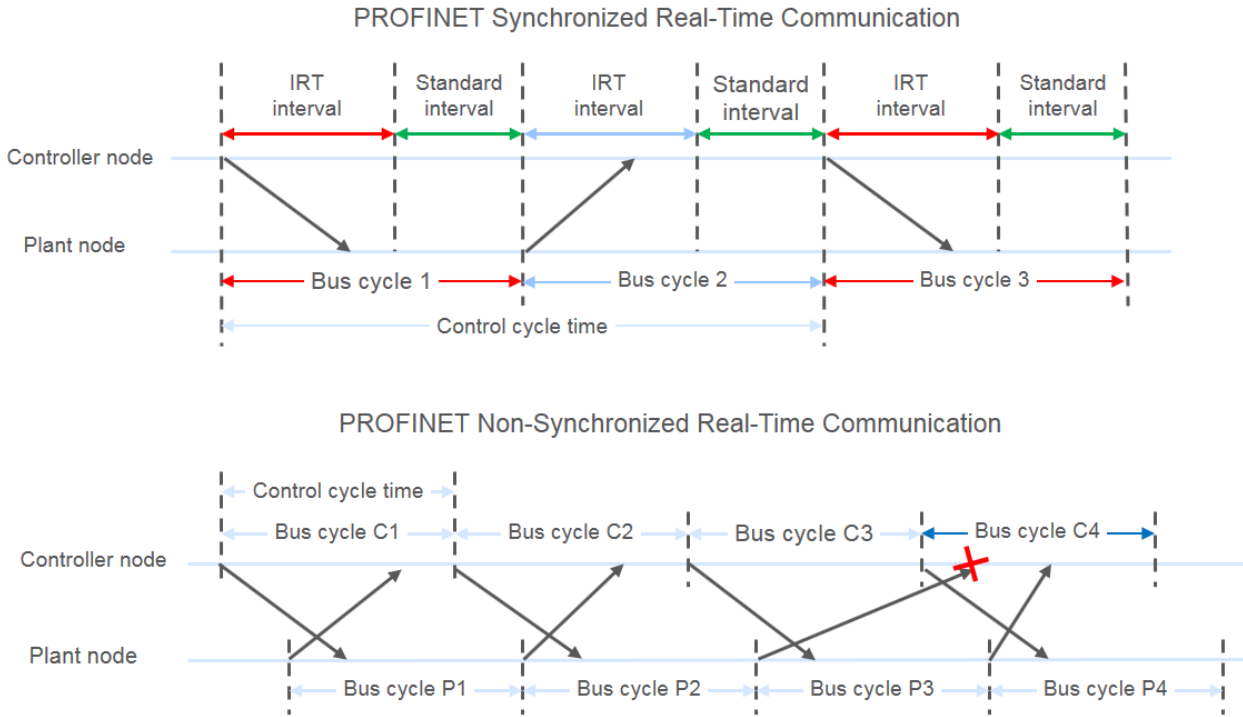 PROFINET Synchronized Real-Time Communication
IRT
interval
Standard
interval
IRT
interval
Standard
interval
IRT
interval
Standard
interval
Controller node
Plant node
Bus cycle 1
Bus cycle 2
Bus cycle 3
Control cycle time
PROFINET Non-Synchronized Real-Time Communication
Control cycle time
Bus cycle C1
Bus cycle C2
Bus cycle C3
Bus cycle C4
Controller node
Plant node
Bus cycle P1
Bus cycle P2
Bus cycle P3
Bus cycle P4